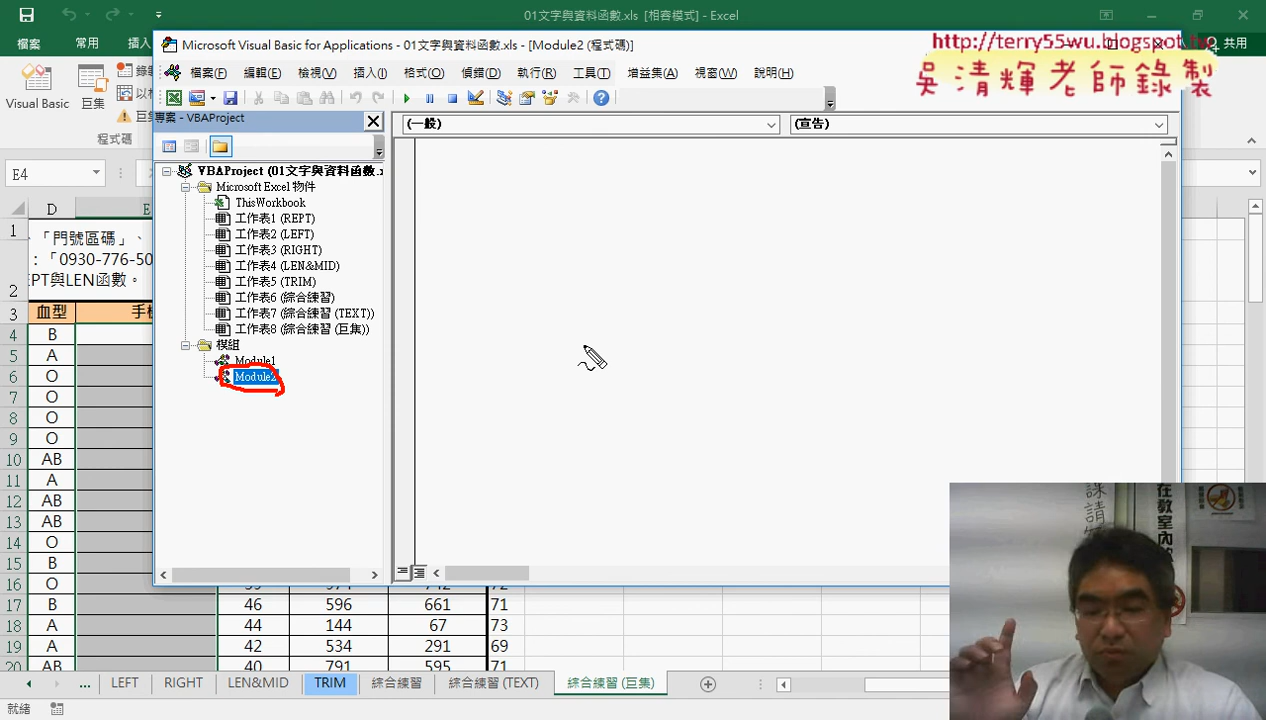 01文字與資料函數.xls [相容模式] - Excel
檔案
常用
插入
共用
Visual Basic
巨集
程式碼
E4
Microsoft Visual Basic for Applications - 01文字與資料函數.xls - [Module2 (程式碼)]
http://terry55wu.blogspot.tw
吳清輝老師錄製
檔案(F) 編輯(E) 檢視(V) 插入(I) 格式(O) 偵錯(D) 執行(R) 工具(T) 增益集(A) 視窗(W) 說明(H)
專案 - VBAProject
(一般)
(宣告)
VBAProject (01文字與資料函數.x
Microsoft Excel 物件
ThisWorkbook
工作表1 (REPT)
工作表2 (LEFT)
工作表3 (RIGHT)
工作表4 (LEN&MID)
工作表5 (TRIM)
工作表6 (綜合練習)
工作表7 (綜合練習 (TEXT))
工作表8 (綜合練習 (巨集))
模組
Module1
Module2
D E
1 、「門號區碼」、
：「0930-776-50
2 EPT與LEN函數。
3 血型 手機
4 B
5 A
6 O
7 O
8 O
9 O
10 AB
11 A
12 AB
13 AB
14 O
15 B
16 O
17 B 46 596 661 71
18 A 44 144 67 73
19 A 42 534 291 69
20 AB 40 791 595 71
... LEFT RIGHT LEN&MID TRIM 綜合練習 綜合練習 (TEXT) 綜合練習 (巨集)
就緒
請
在教室內